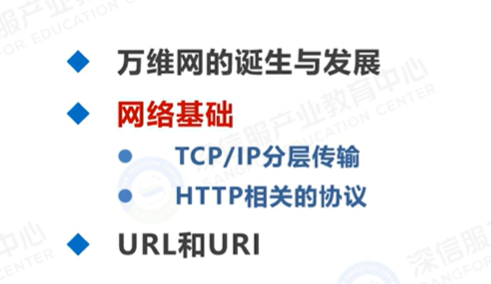 万维网的诞生与发展
网络基础
TCP/IP分层传输
HTTP相关的协议
URL和URI
深信服产业教育中心